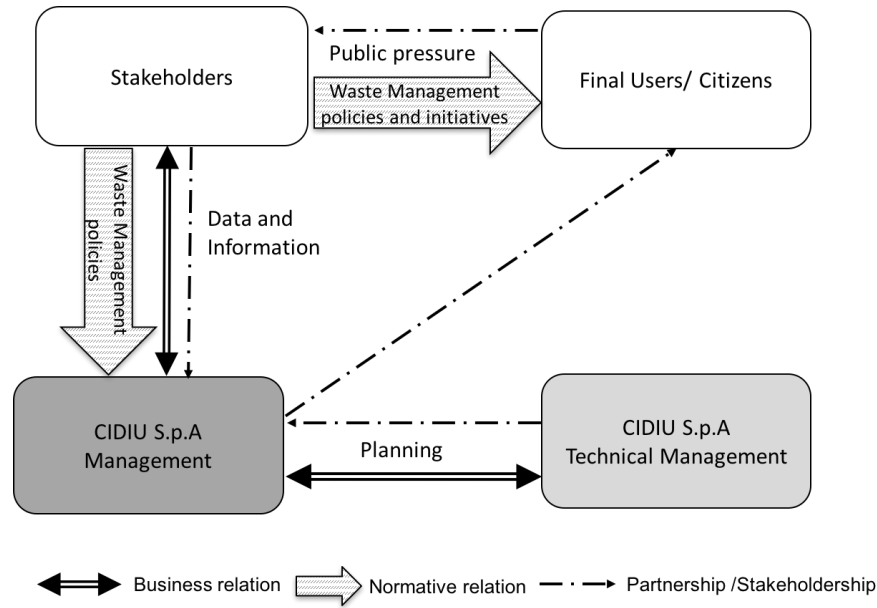 Stakeholders
Public pressure
Final Users/ Citizens
Waste Management
policies and initiatives
Waste Management
policies
Data and
Information
CIDIU S.p.A
Management
Planning
CIDIU S.p.A
Technical Management
Business relation
Normative relation
Partnership /Stakeholdership